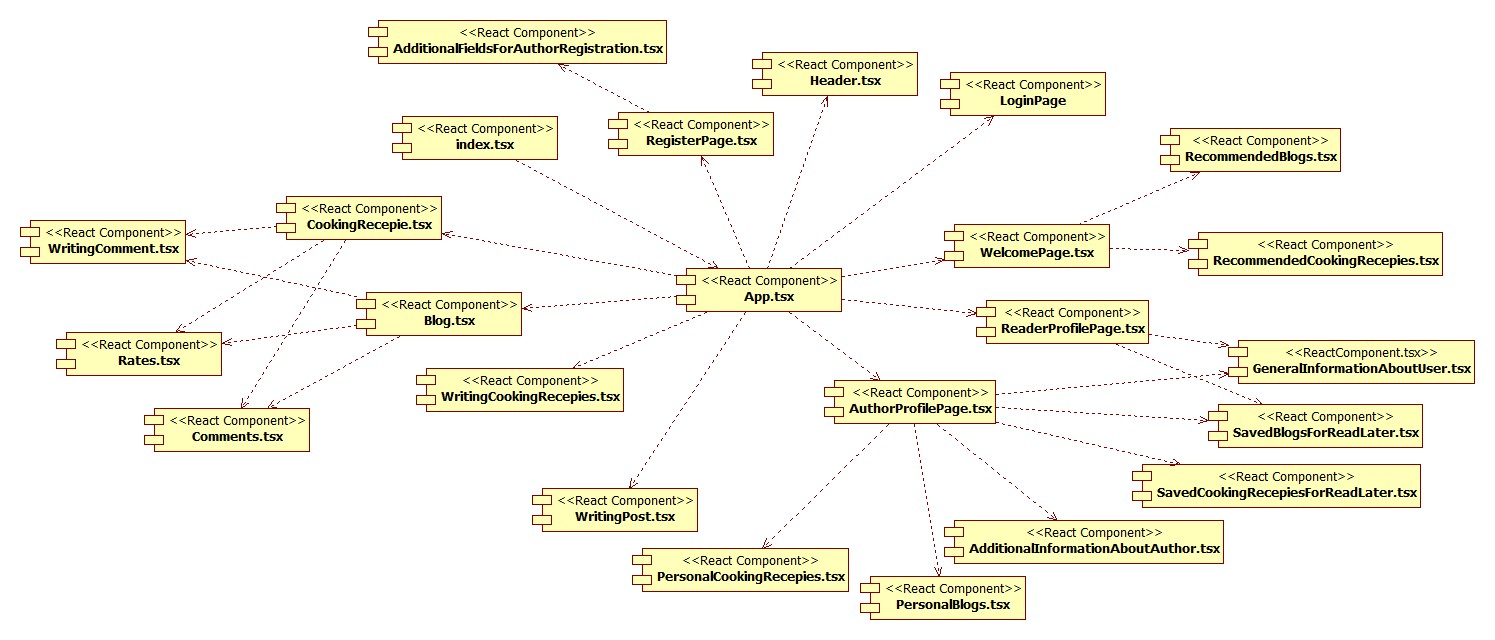 <<React Component>>
AdditionalFieldsForAuthorRegistration.tsx
<<React Component>>
Header.tsx
<<React Component>>
LoginPage
<<React Component>>
RegisterPage.tsx
<<React Component>>
index.tsx
<<React Component>>
RecommendedBlogs.tsx
<<React Component>>
CookingRecepie.tsx
<<React Component>>
WritingComment.tsx
<<React Component>>
WelcomePage.tsx
<<React Component>>
RecommendedCookingRecepies.tsx
<<React Component>>
App.tsx
<<React Component>>
Blog.tsx
<<React Component>>
ReaderProfilePage.tsx
<<React Component>>
Rates.tsx
<<ReactComponent.tsx>>
GeneralInformationAboutUser.tsx
<<React Component>>
WritingCookingRecepies.tsx
<<React Component>>
AuthorProfilePage.tsx
<<React Component>>
Comments.tsx
<<React Component>>
SavedBlogsForReadLater.tsx
<<React Component>>
SavedCookingRecepiesForReadLater.tsx
<<React Component>>
WritingPost.tsx
<<React Component>>
AdditionalInformationAboutAuthor.tsx
<<React Component>>
PersonalCookingRecepies.tsx
<<React Component>>
PersonalBlogs.tsx